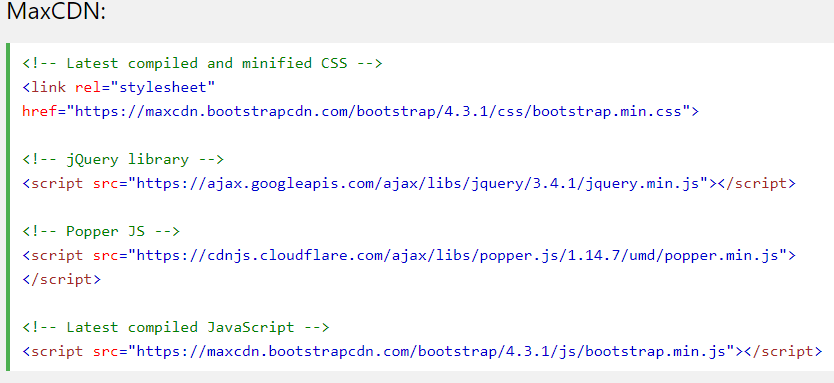 MaxCDN:
<!-- Latest compiled and minified CSS -->
<link rel="stylesheet"
href="https://maxcdn.bootstrapcdn.com/bootstrap/4.3.1/css/bootstrap.min.css">
<!-- jQuery library -->
<script src="https://ajax.googleapis.com/ajax/libs/jquery/3.4.1/jquery.min.js"></script>
<!-- Popper JS -->
<script src="https://cdnjs.cloudflare.com/ajax/libs/popper.js/1.14.7/umd/popper.min.js">
</script>
<!-- Latest compiled JavaScript -->
<script src="https://maxcdn.bootstrapcdn.com/bootstrap/4.3.1/js/bootstrap.min.js"></script>